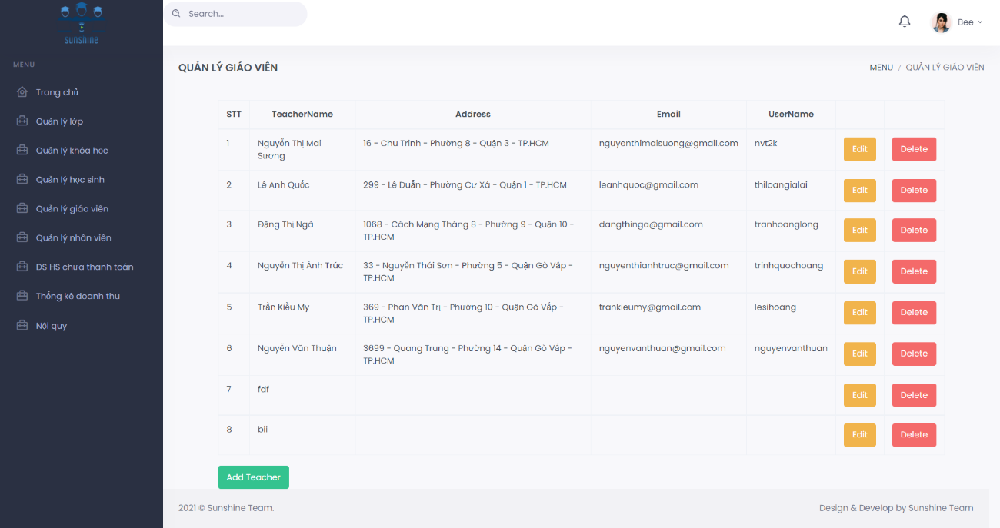 sunshine
Search...
Bee
MENU
Trang chủ
Quản lý lớp
Quản lý khóa học
Quản lý học sinh
Quản lý giáo viên
Quản lý nhân viên
DS HS chưa thanh toán
Thống kê doanh thu
Nội quy
QUẢN LÝ GIÁO VIÊN
MENU / QUẢN LÝ GIÁO VIÊN
STT TeacherName Address Email UserName
1 Nguyễn Thị Mai 16 - Chu Trinh - Phường 8 - Quận 3 - TP.HCM nguyenthimaisuong@gmail.com nvt2k Edit Delete
Sương
2 Lê Anh Quốc 299 - Lê Duẩn - Phường Cư Xá - Quận 1 - TP.HCM leanhquoc@gmail.com thiloangialai Edit Delete
3 Đặng Thị Ngà 1068 - Cách Mạng Tháng 8 - Phường 9 - Quận 10 - dangthinga@gmail.com tranhoanglong Edit Delete
TP.HCM
4 Nguyễn Thị Ánh Trúc 33 - Nguyễn Thái Sơn - Phường 5 - Quận Gò Vấp - nguyenthianhtruc@gmail.com trinhquochoang Edit Delete
TP.HCM
5 Trần Kiều My 369 - Phan Văn Trị - Phường 10 - Quận Gò Vấp - trankieumy@gmail.com lesihoang Edit Delete
TP.HCM
6 Nguyễn Văn Thuận 3699 - Quang Trung - Phường 14 - Quận Gò Vấp - nguyenvanthuan@gmail.com nguyenvanthuan Edit Delete
TP.HCM
7 fdf Edit Delete
8 bii Edit Delete
Add Teacher
2021 © Sunshine Team. Design & Develop by Sunshine Team